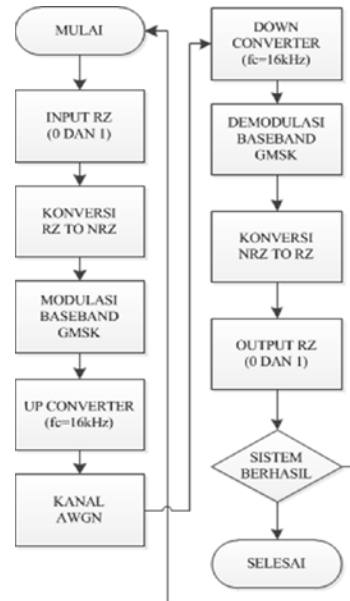 MULAI
INPUT RZ
(0 DAN 1)
KONVERSI
RZ TO NRZ
MODULASI
BASEBAND
GMSK
UP CONVERTER
(fc=16kHz)
KANAL
AWGN
DOWN
CONVERTER
(fc=16kHz)
DEMODULASI
BASEBAND
GMSK
KONVERSI
NRZ TO RZ
OUTPUT RZ
(0 DAN 1)
SISTEM
BERHASIL
SELESAI